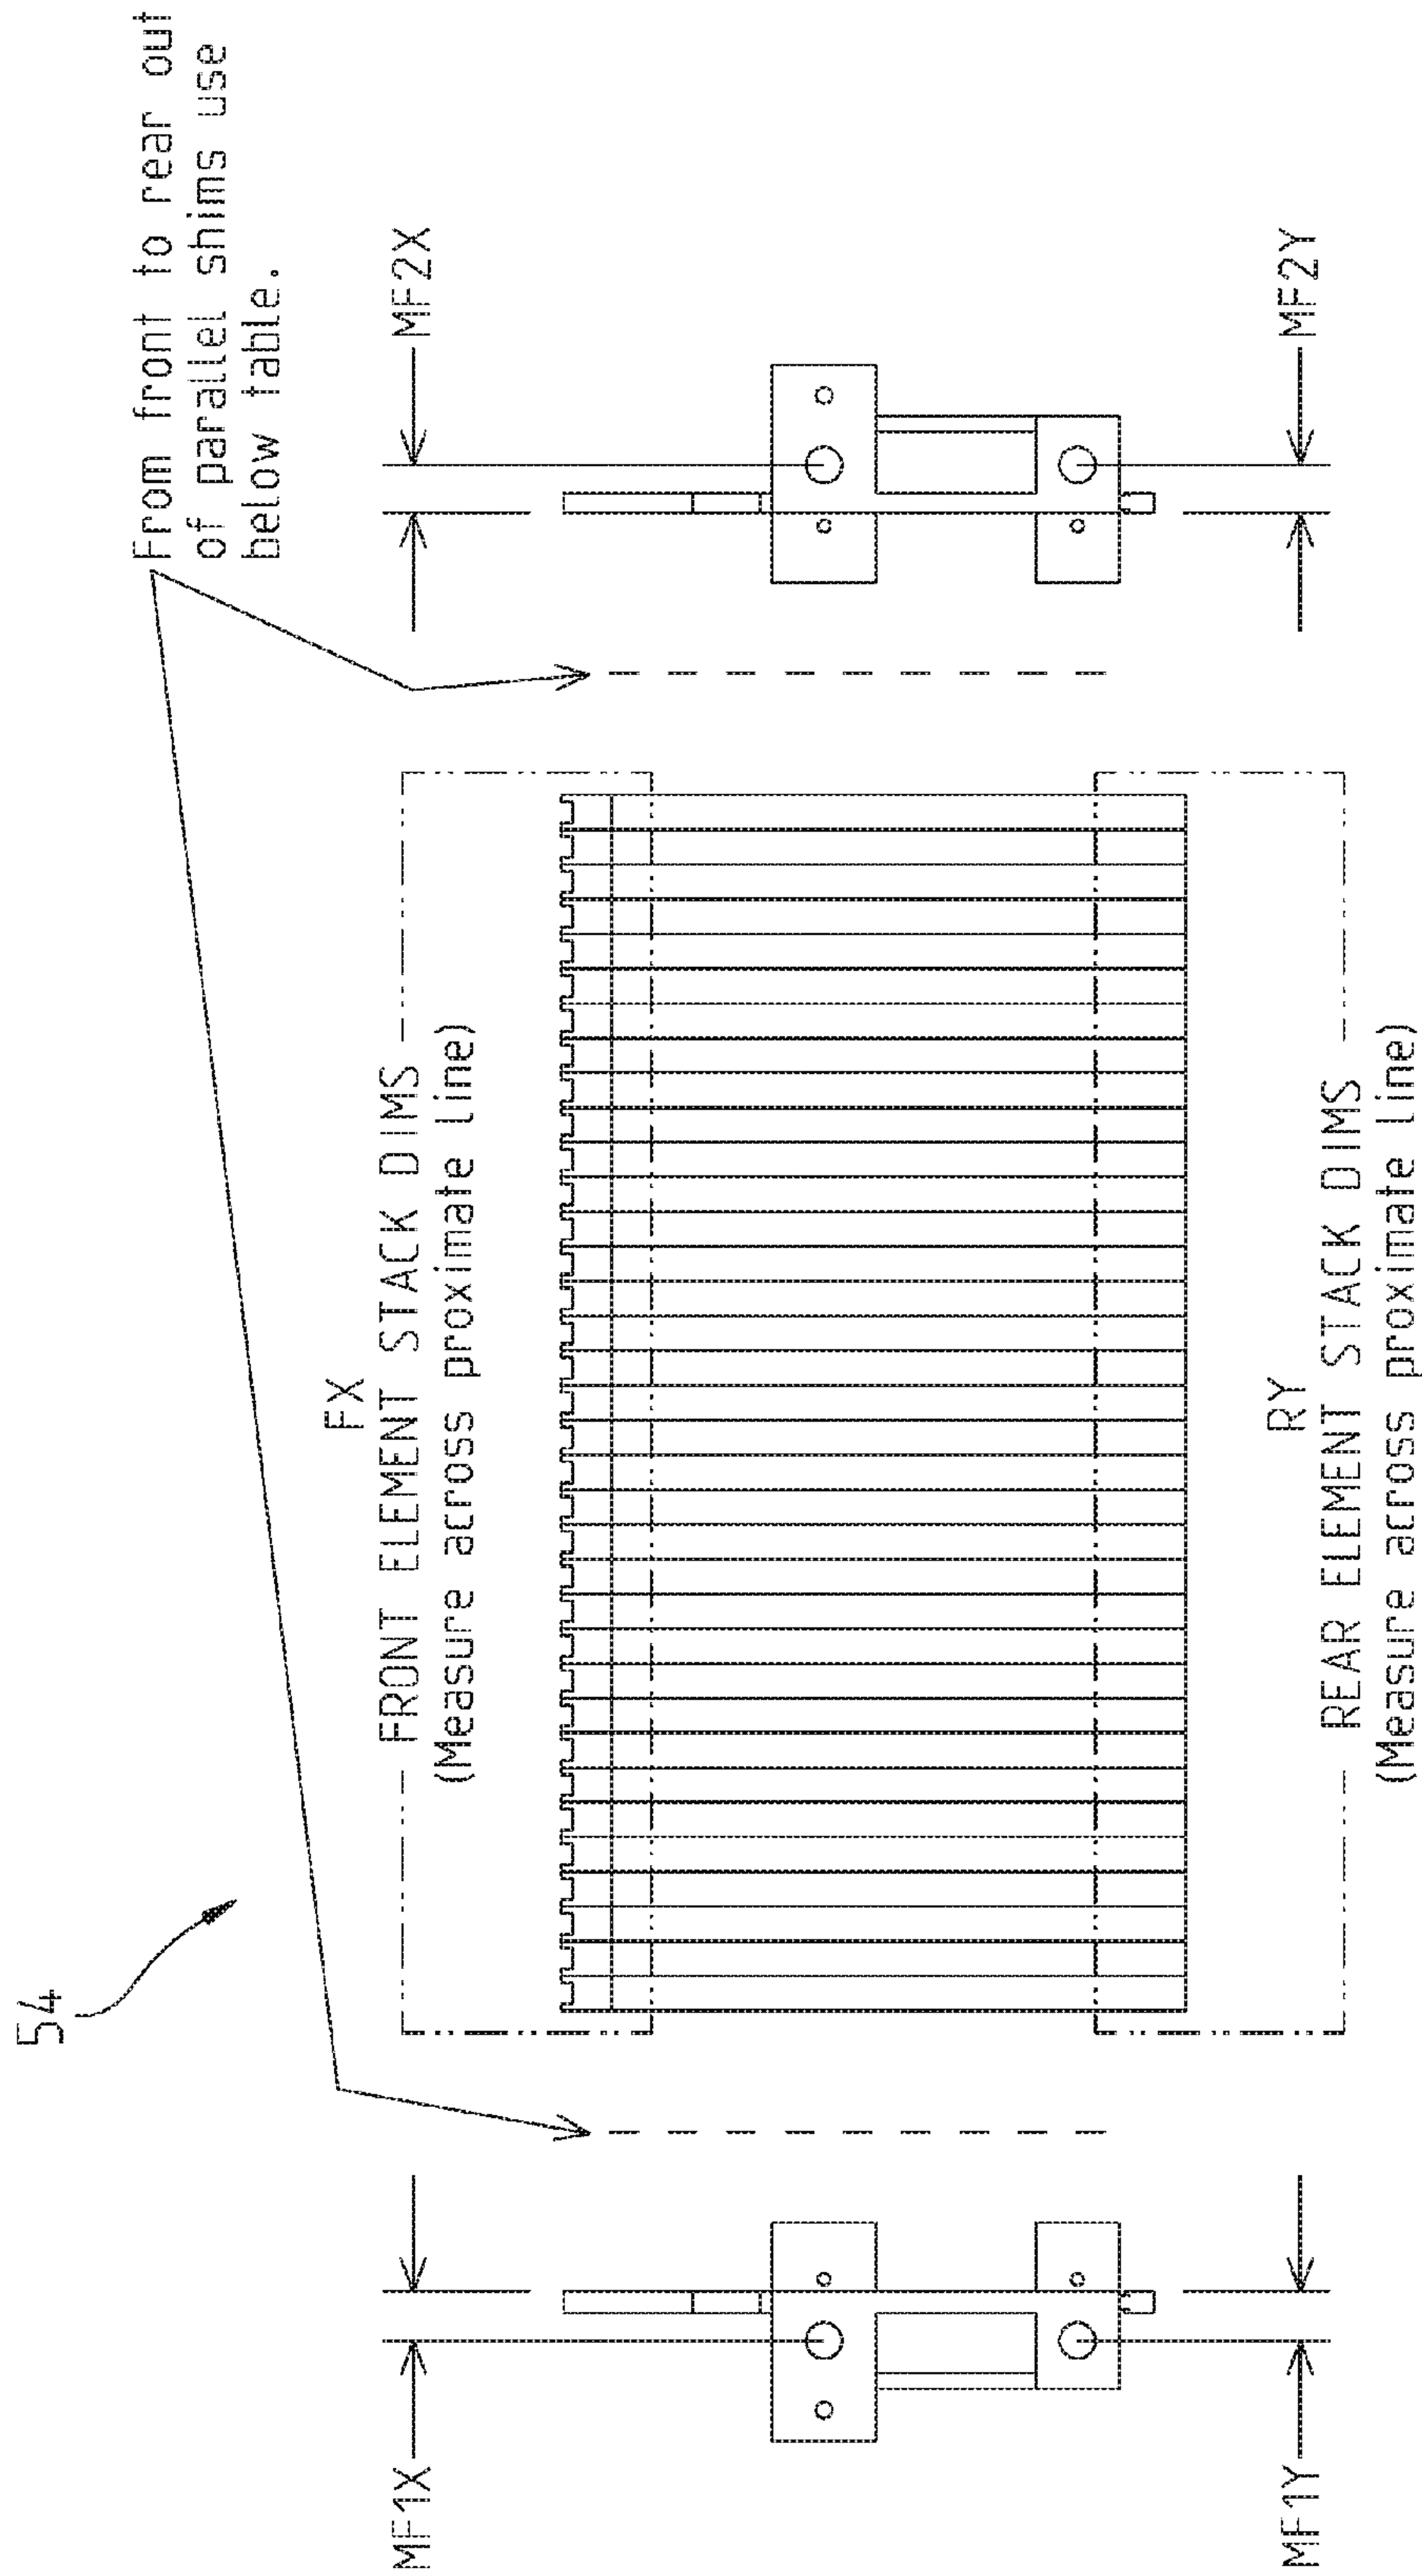 54
From front to rear out
of parallel shims use
below table.
MF1X
FX
MF2X
FRONT ELEMENT STACK DIMS
(Measure across proximate line)
MF1Y
RY
MF2Y
REAR ELEMENT STACK DIMS
(Measure across proximate line)